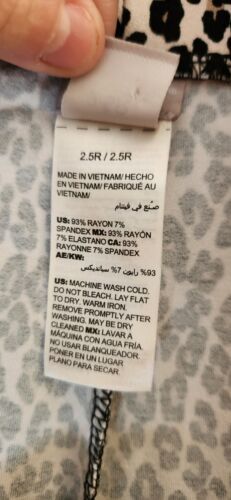 2.5R / 2.5R
MADE IN VIETNAM/ HECHO
EN VIETNAM/ FABRIQUÉ AU
VIETNAM/
صُنع في فيتنام
US: 93% RAYON 7%
SPANDEX MX: 93% RAYÓN
7% ELASTANO CA: 93%
RAYONNE 7% SPANDEX
AE/KW:
93% رايون 7% سبانديكس
US: MACHINE WASH COLD.
DO NOT BLEACH. LAY FLAT
TO DRY. WARM IRON.
REMOVE PROMPTLY AFTER
WASHING. MAY BE DRY
CLEANED MX: LAVAR A
MÁQUINA CON AGUA FRÍA.
NO USAR BLANQUEADOR.
PONER EN UN LUGAR
PLANO PARA SECAR.